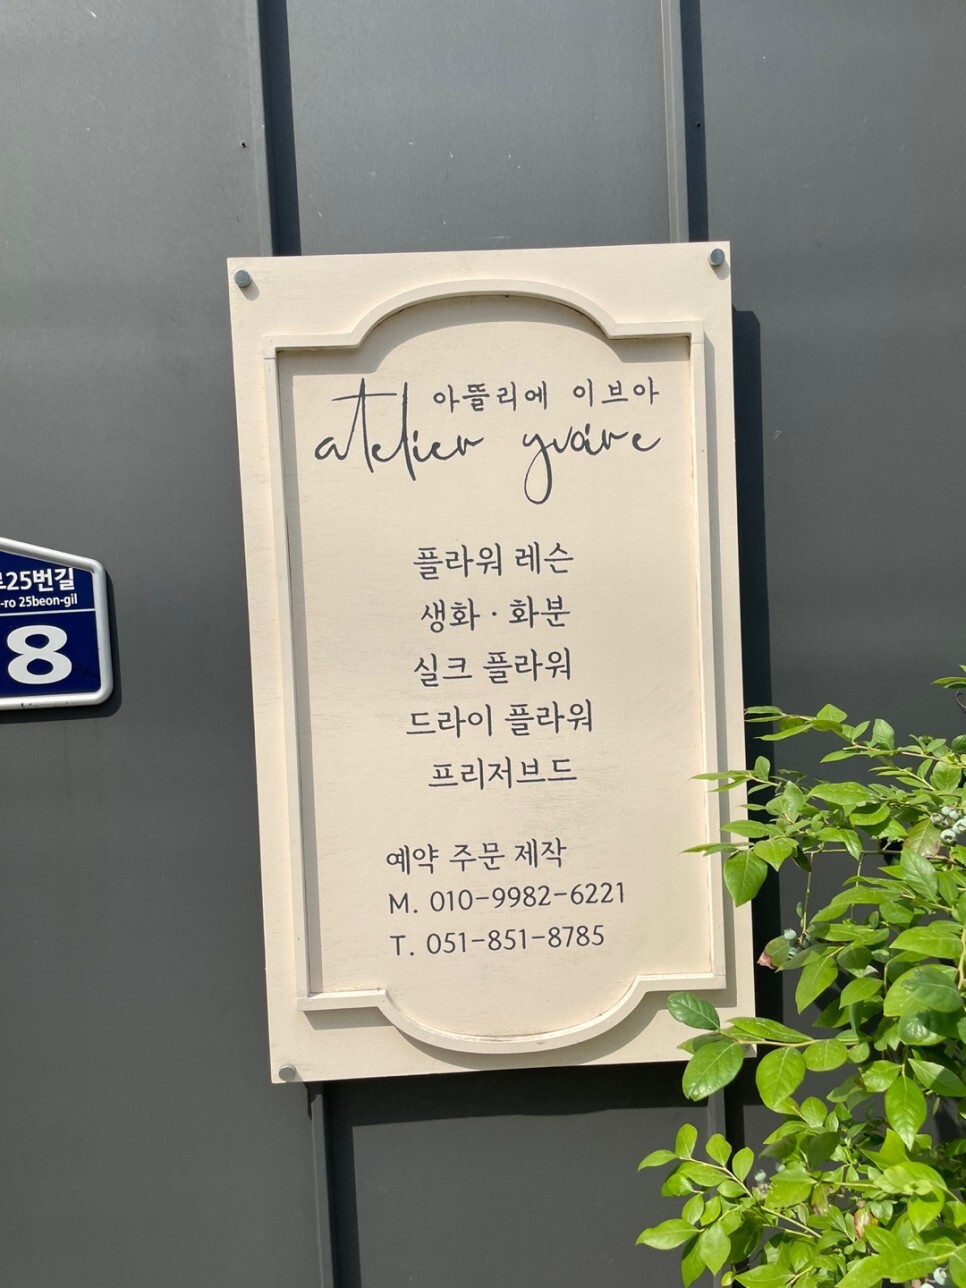 아뜰리에 이브아
atelier yvoire
플라워 레슨
생화 · 화분
실크 플라워
드라이 플라워
프리저브드
예약 주문 제작
M. 010-9982-6221
T. 051-851-8785
25번길
-ro 25beon-gil
8